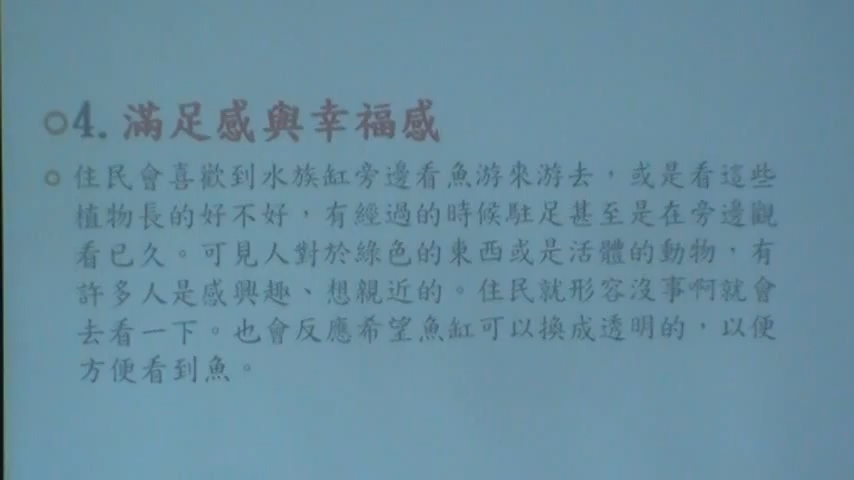 4.滿足感與幸福感
住民會喜歡到水族缸旁邊看魚游來游去，或是看這些
植物長的好不好，有經過的時候駐足甚至是在旁邊觀
看已久。可見人對於綠色的東西或是活體的動物，有
許多人是感興趣、想親近的。住民就形容沒事啊就會
去看一下。也會反應希望魚缸可以換成透明的，以便
方便看到魚。